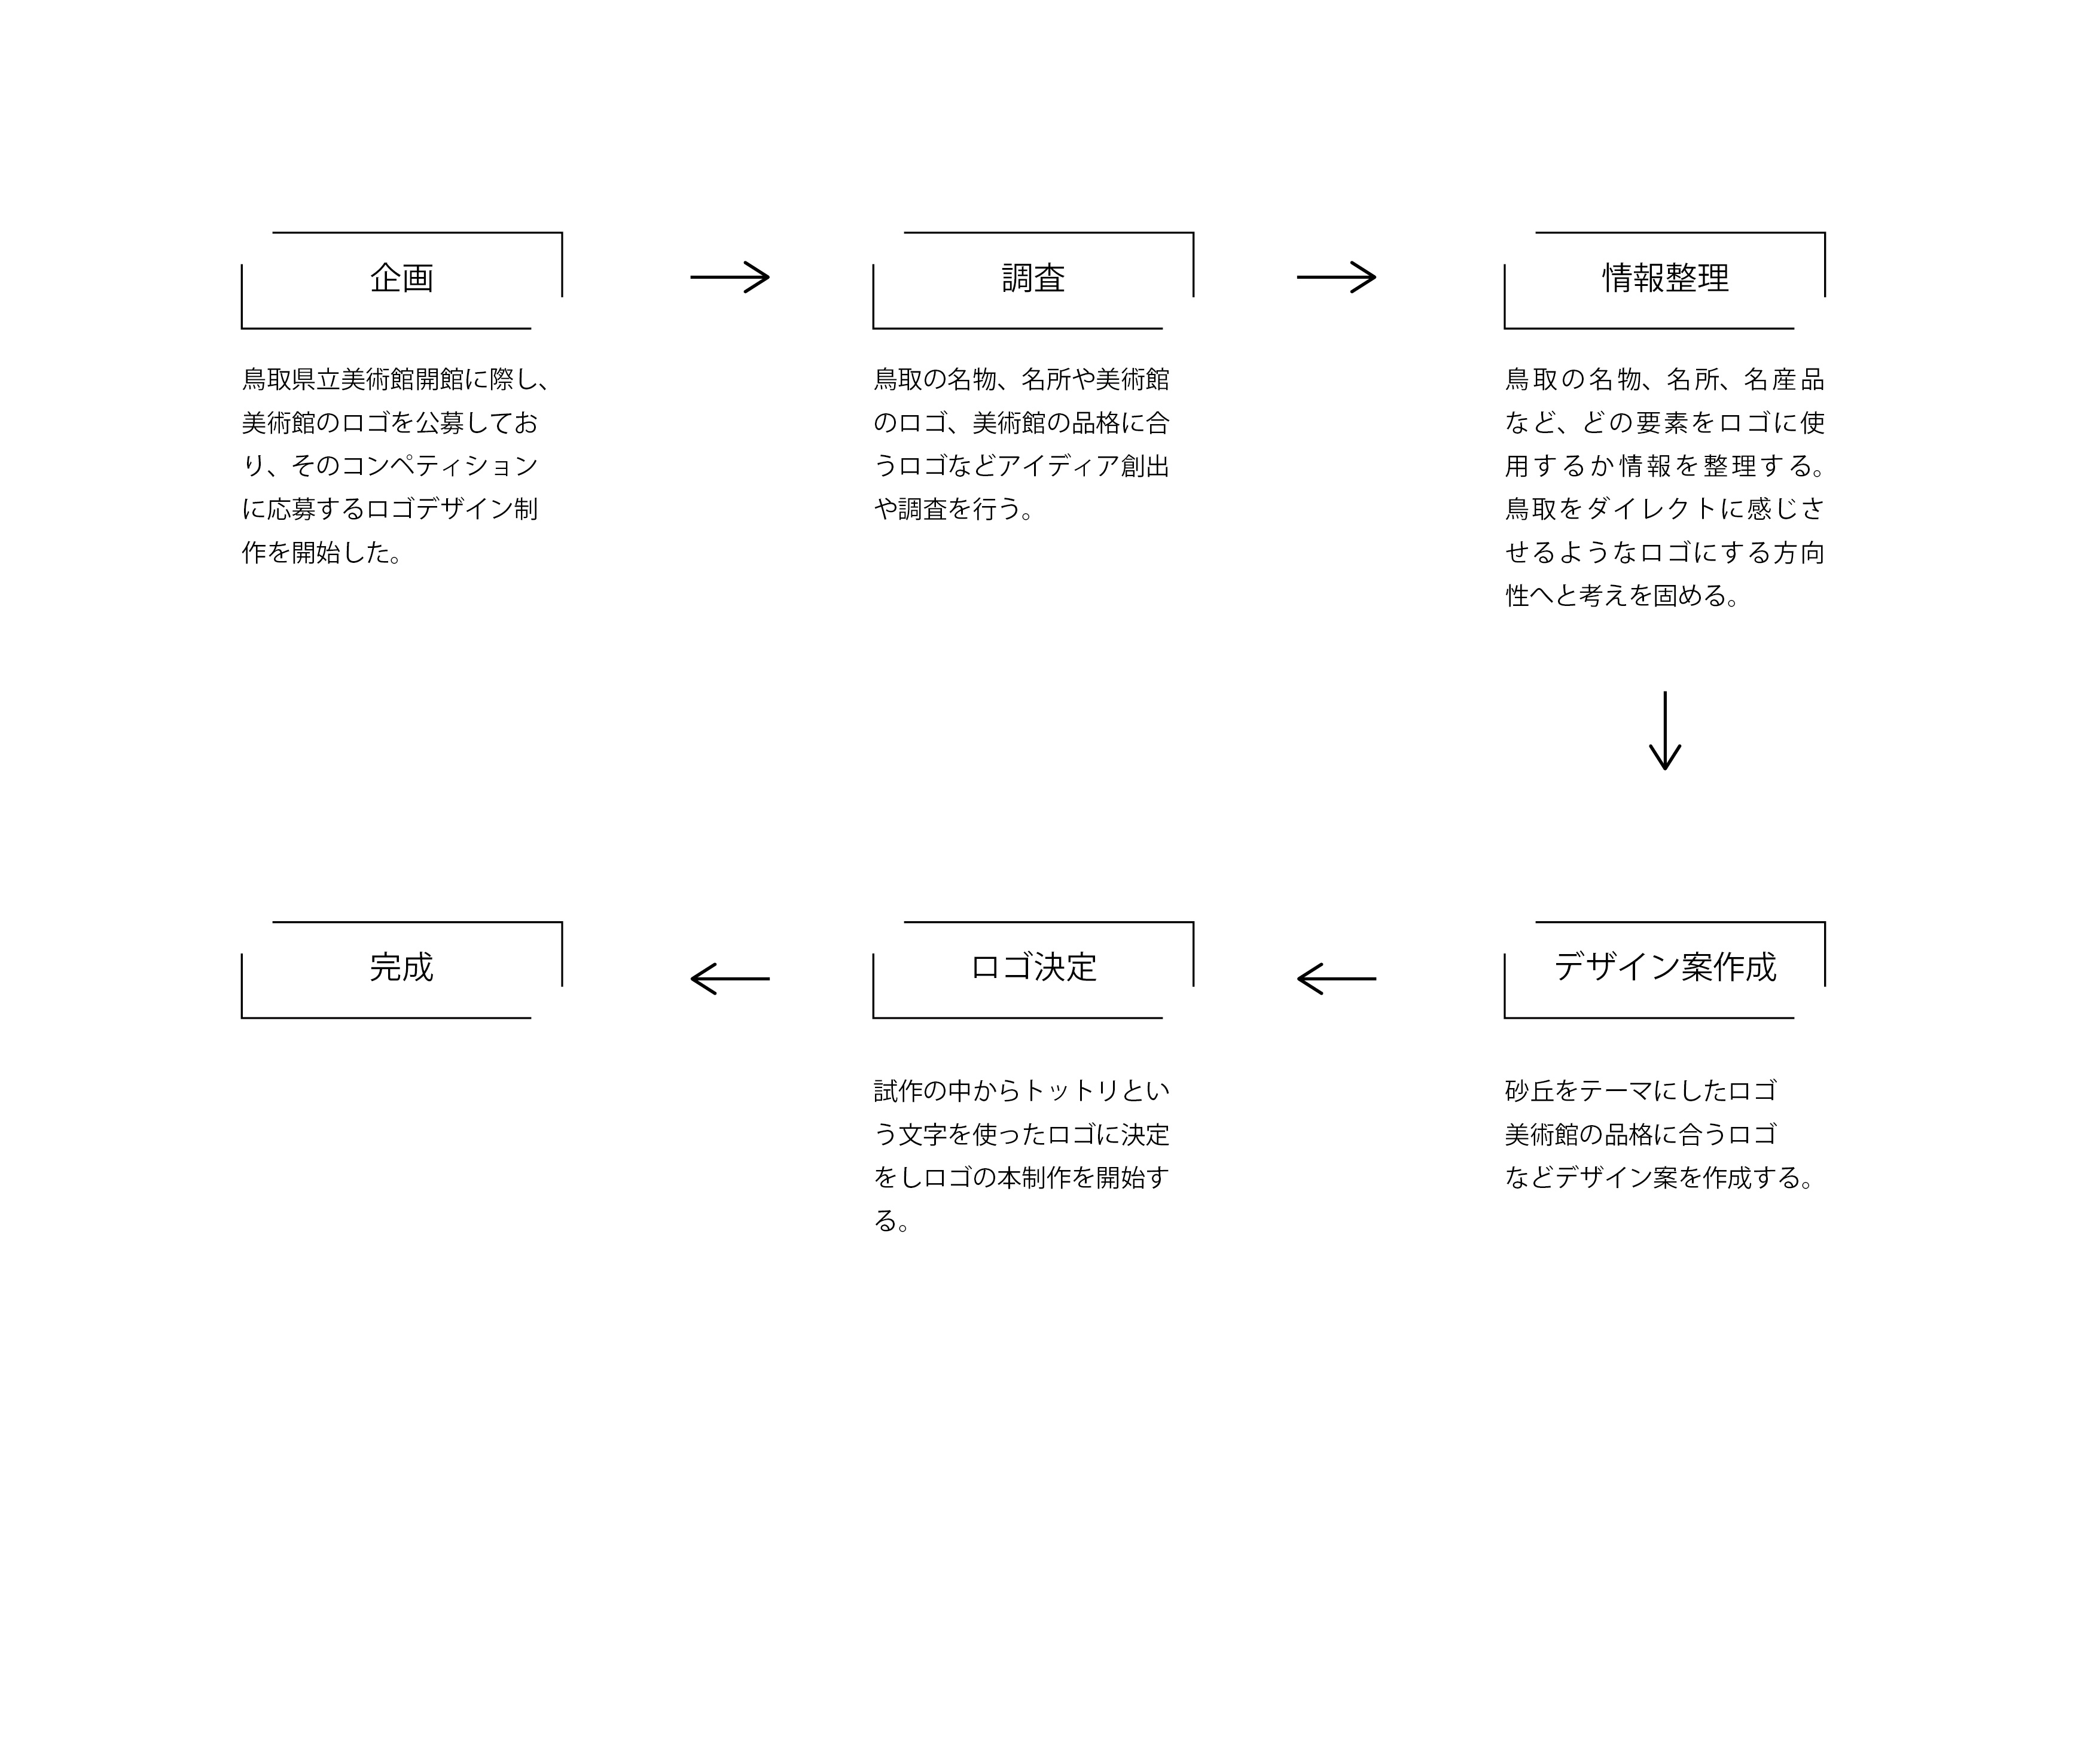 企画
鳥取県立美術館開館に際し、
美術館のロゴを公募してお
り、そのコンペティション
に応募するロゴデザイン制
作を開始した。
調査
鳥取の名物、名所や美術館
のロゴ、美術館の品格に合
うロゴなどアイディア創出
や調査を行う。
情報整理
鳥取の名物、名所、名産品
など、どの要素をロゴに使
用するか情報を整理する。
鳥取をダイレクトに感じさ
せるようなロゴにする方向
性へと考えを固める。
デザイン案作成
砂丘をテーマにしたロゴ
美術館の品格に合うロゴ
などデザイン案を作成する。
ロゴ決定
試作の中からトットリとい
う文字を使ったロゴに決定
をしロゴの本制作を開始す
る。
完成